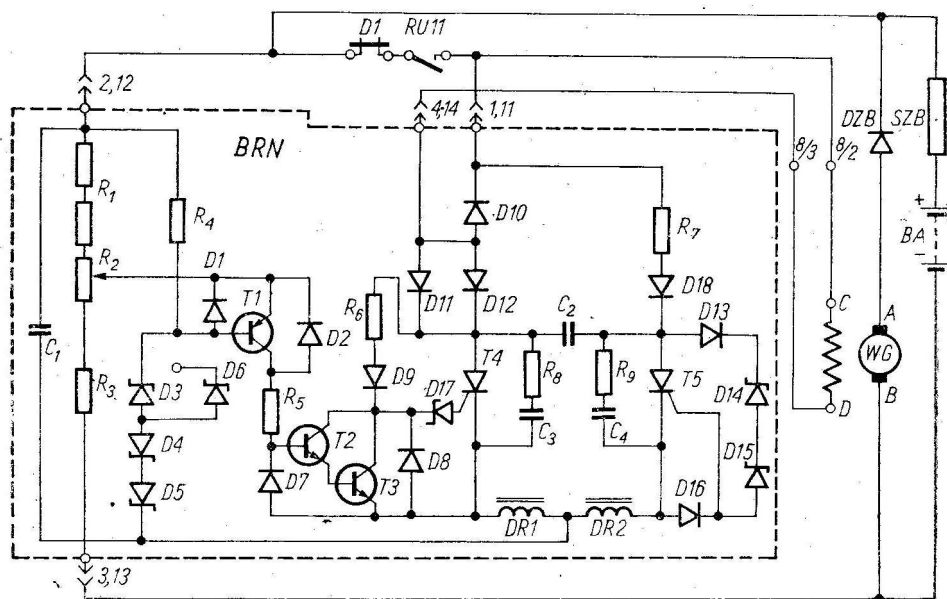 D1 RU11
2,12
4,14
1,11
BRN
DZB
SZB
8/3
8/2
R1
R4
D10
R7
+
BA
-
R2
D1
T1
R6
D11
D12
D18
D13
C
A
C1
D2
C2
WG
R3
D3
D6
D9
T4
R8
R9
T5
D14
D
B
R5
D17
D4
T2
C3
C4
D15
D7
T3
D8
D16
D5
DR1
DR2
3,13